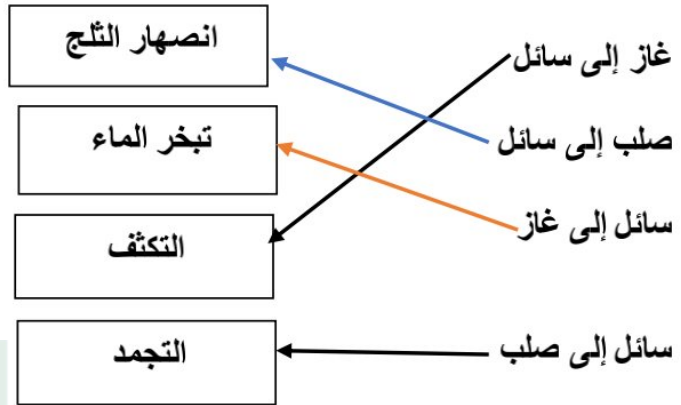 غاز إلى سائل
انصهار الثلج
صلب إلى سائل
تبخر الماء
سائل إلى غاز
التكثف
سائل إلى صلب
التجمد